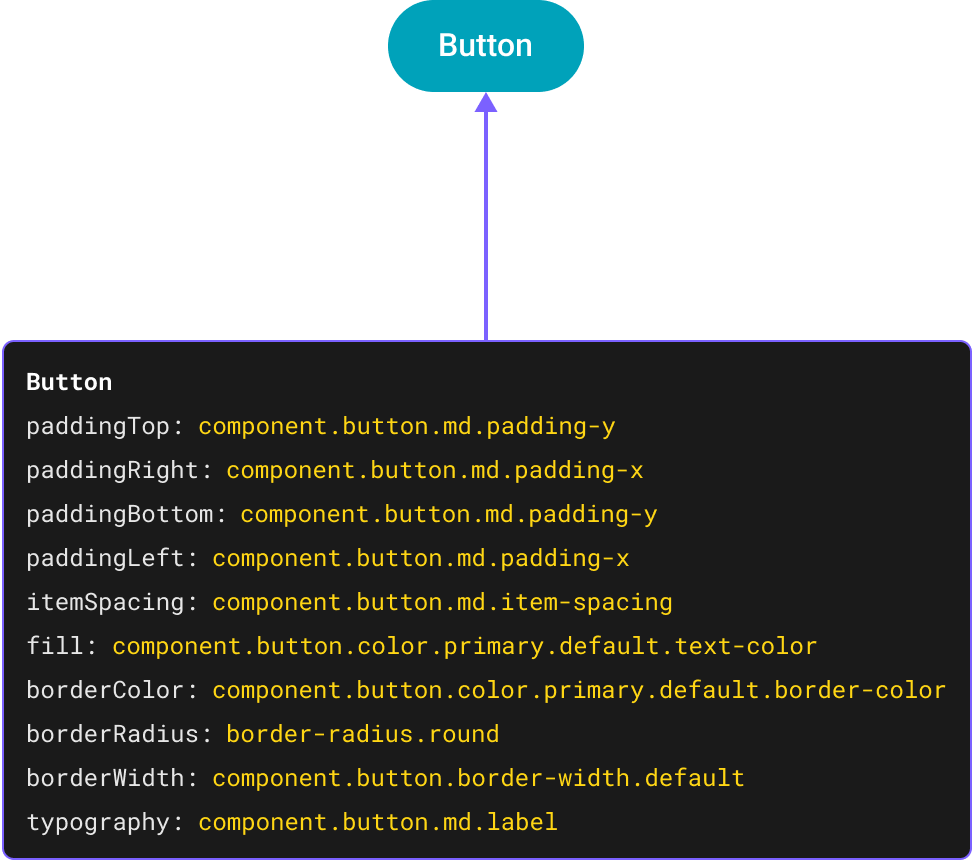 Button
Button
paddingTop: component.button.md.padding-y
paddingRight: component.button.md.padding-x
paddingBottom: component.button.md.padding-y
paddingLeft: component.button.md.padding-x
itemSpacing: component.button.md.item-spacing
fill: component.button.color.primary.default.text-color
borderColor: component.button.color.primary.default.border-color
borderRadius: border-radius.round
borderWidth: component.button.border-width.default
typography: component.button.md.label